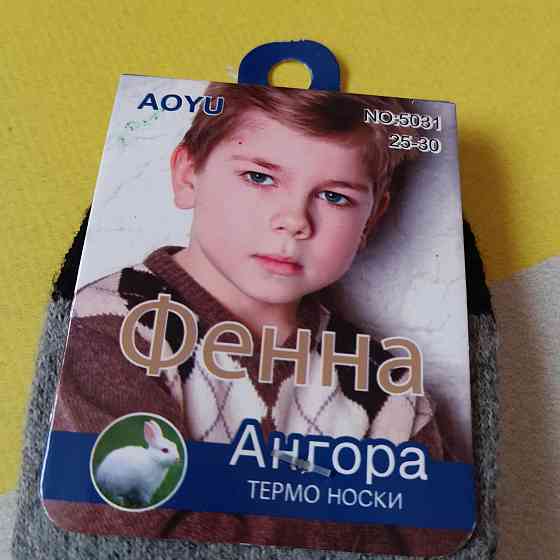 AOYU
NO:5031
25-30
Фенна
Ангора
ТЕРМО НОСКИ